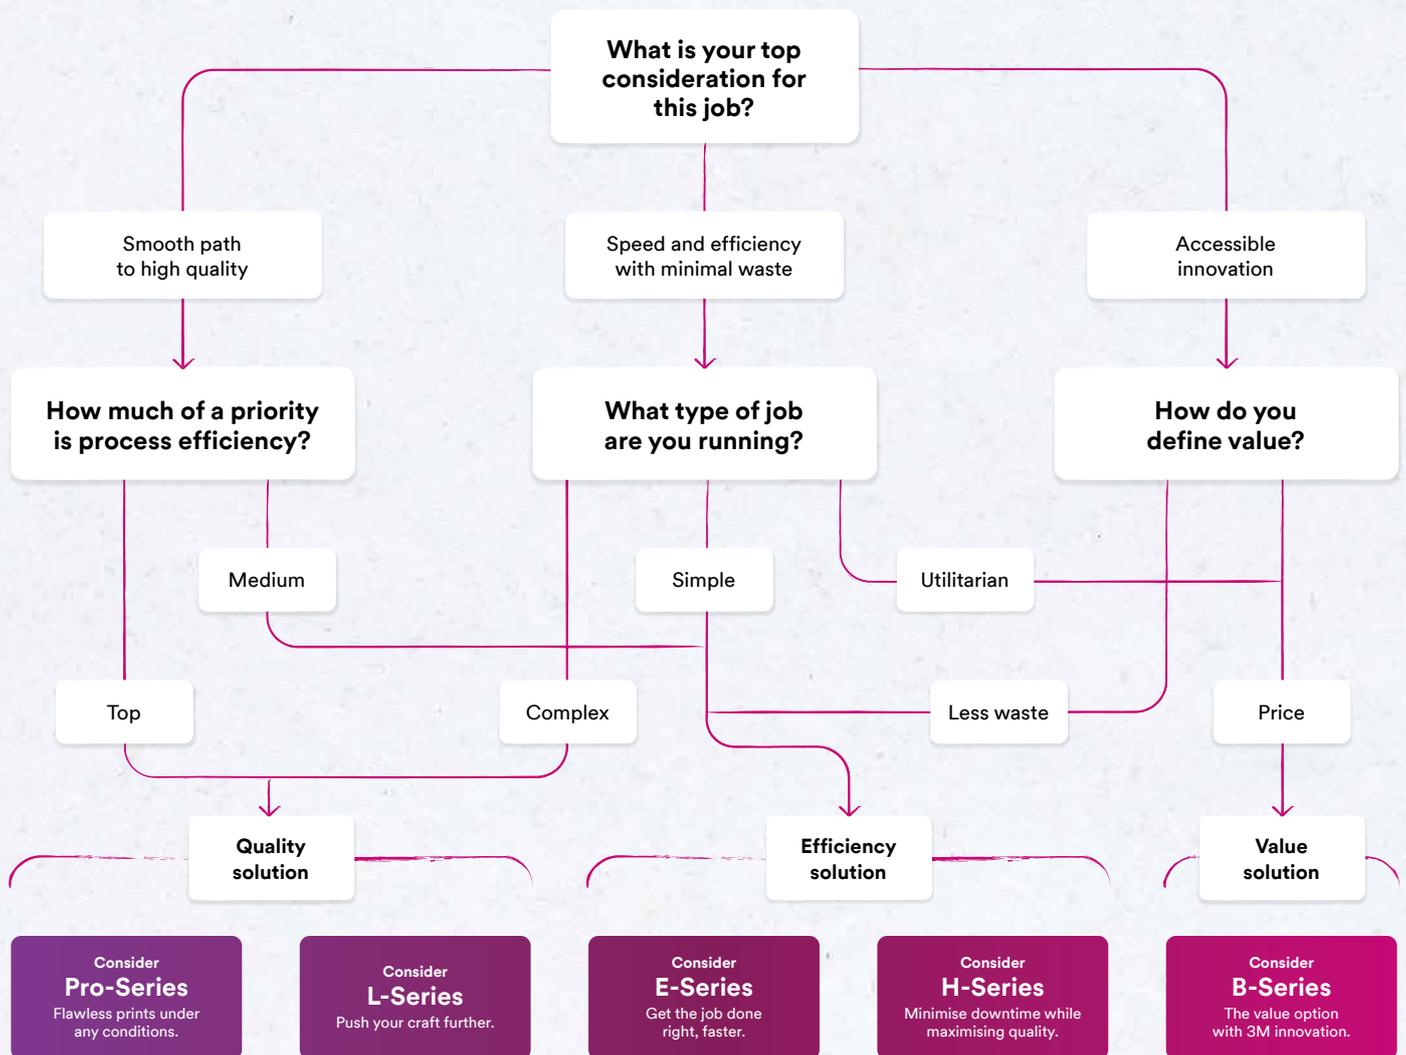 What is your top
consideration for
this job?
Smooth path
to high quality
Speed and efficiency
with minimal waste
Accessible
innovation
How much of a priority
is process efficiency?
What type of job
are you running?
How do you
define value?
Medium
Simple
Utilitarian
Top
Complex
Less waste
Price
Quality
solution
Efficiency
solution
Value
solution
Consider
Pro-Series
Flawless prints under
any conditions.
Consider
L-Series
Push your craft further.
Consider
E-Series
Get the job done
right, faster.
Consider
H-Series
Minimise downtime while
maximising quality.
Consider
B-Series
The value option
with 3M innovation.